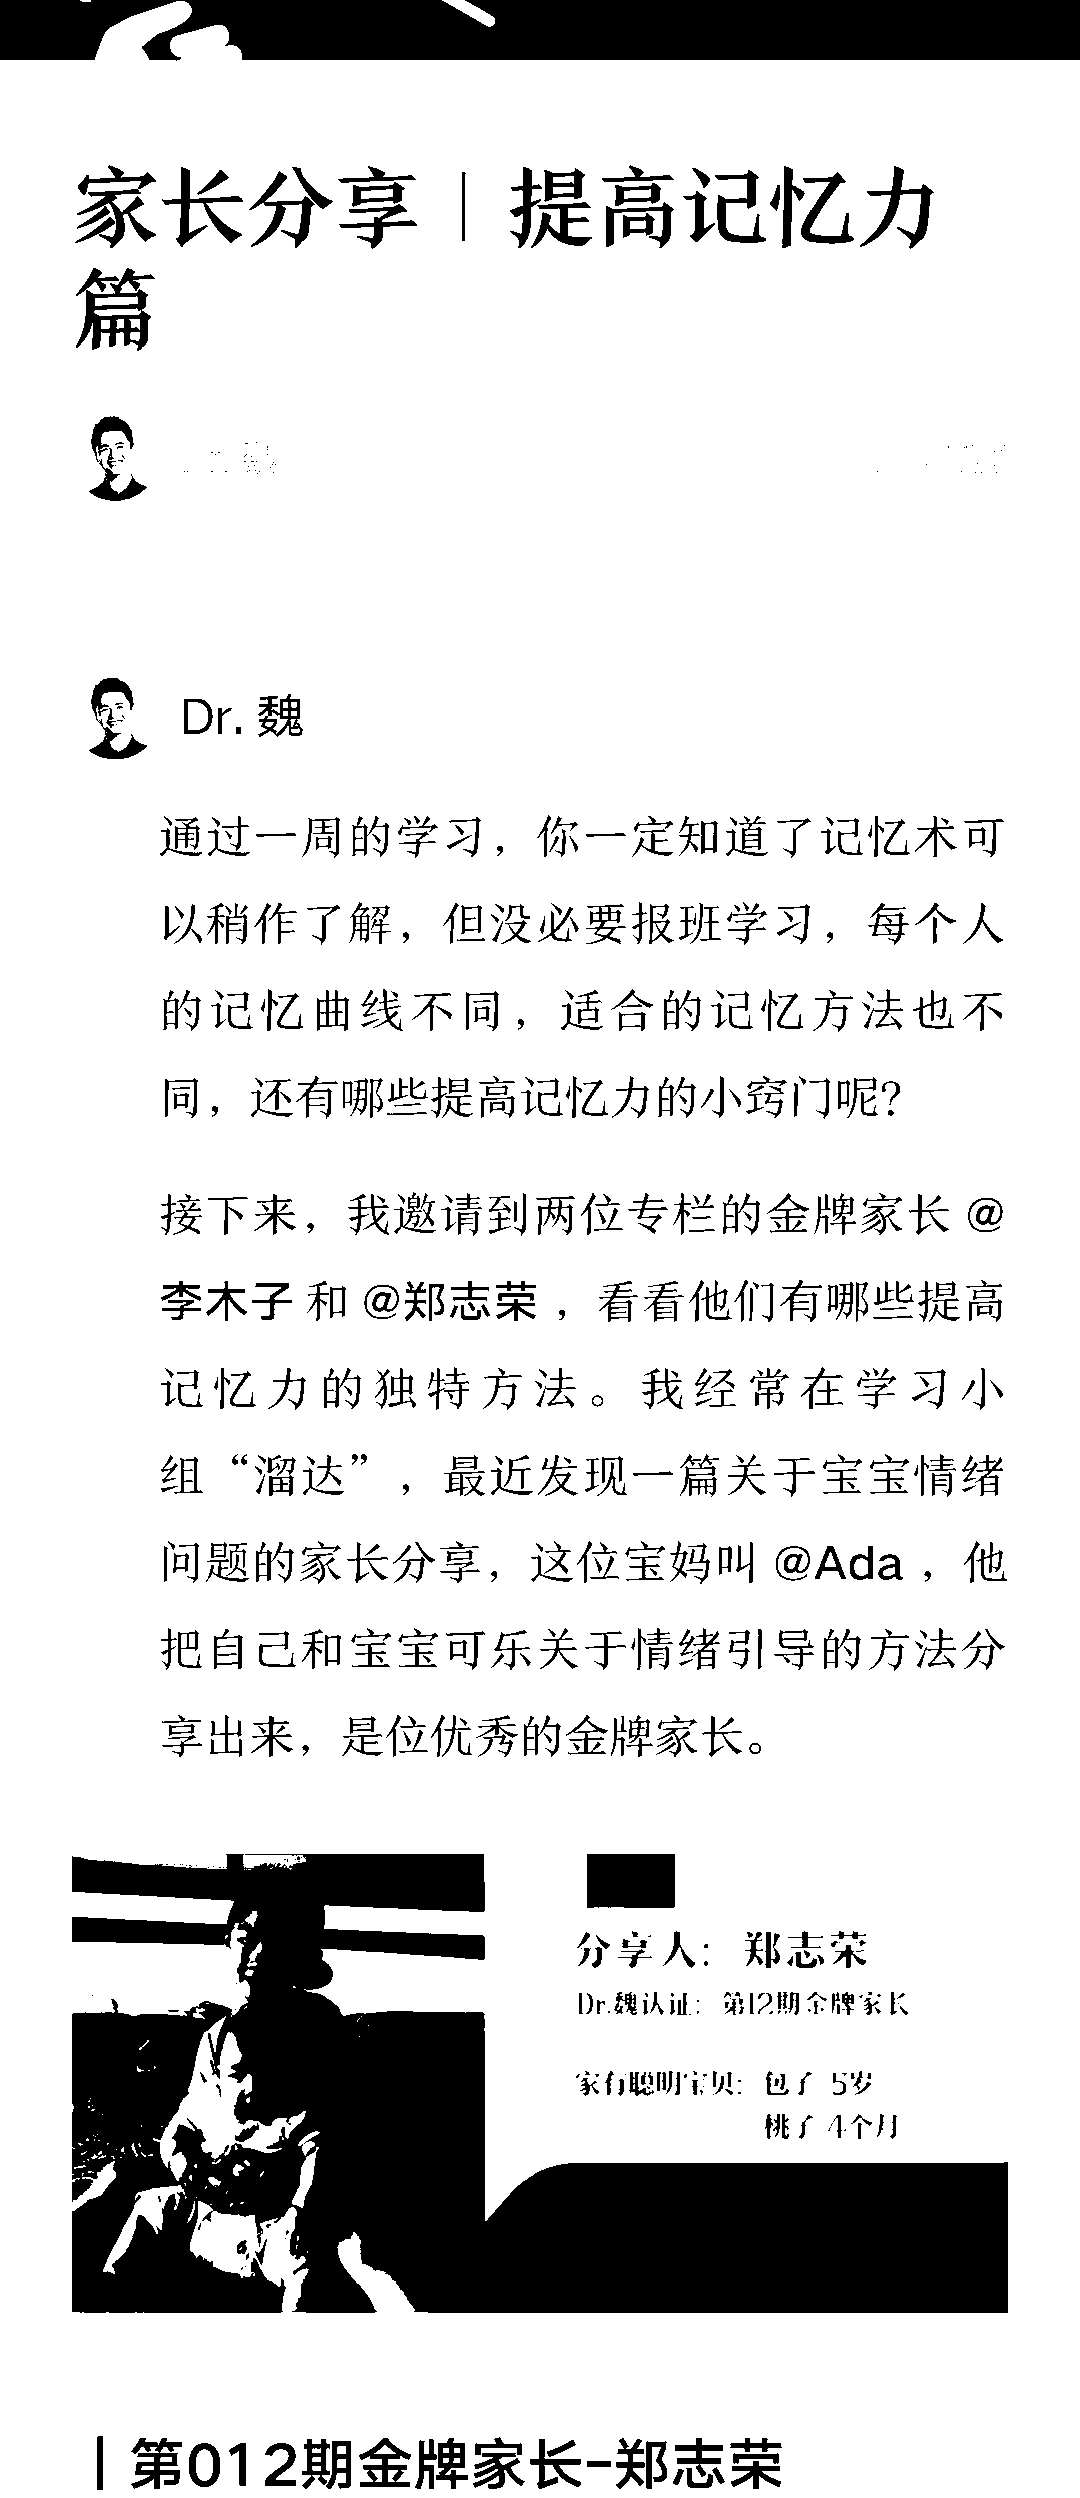 家长分享｜提高记忆力
篇
Dr. 魏
通过一周的学习，你一定知道了记忆术可
以稍作了解，但没必要报班学习，每个人
的记忆曲线不同，适合的记忆方法也不
同，还有哪些提高记忆力的小窍门呢？
接下来，我邀请到两位专栏的金牌家长 @
李木子 和 @郑志荣 ，看看他们有哪些提高
记忆力的独特方法。我经常在学习小
组“溜达”，最近发现一篇关于宝宝情绪
问题的家长分享，这位宝妈叫 @Ada ，他
把自己和宝宝可乐关于情绪引导的方法分
享出来，是位优秀的金牌家长。
分享人：郑志荣
Dr.魏认证：第12期金牌家长
家有聪明宝贝：包子 5岁
桃子 4个月
第012期金牌家长-郑志荣